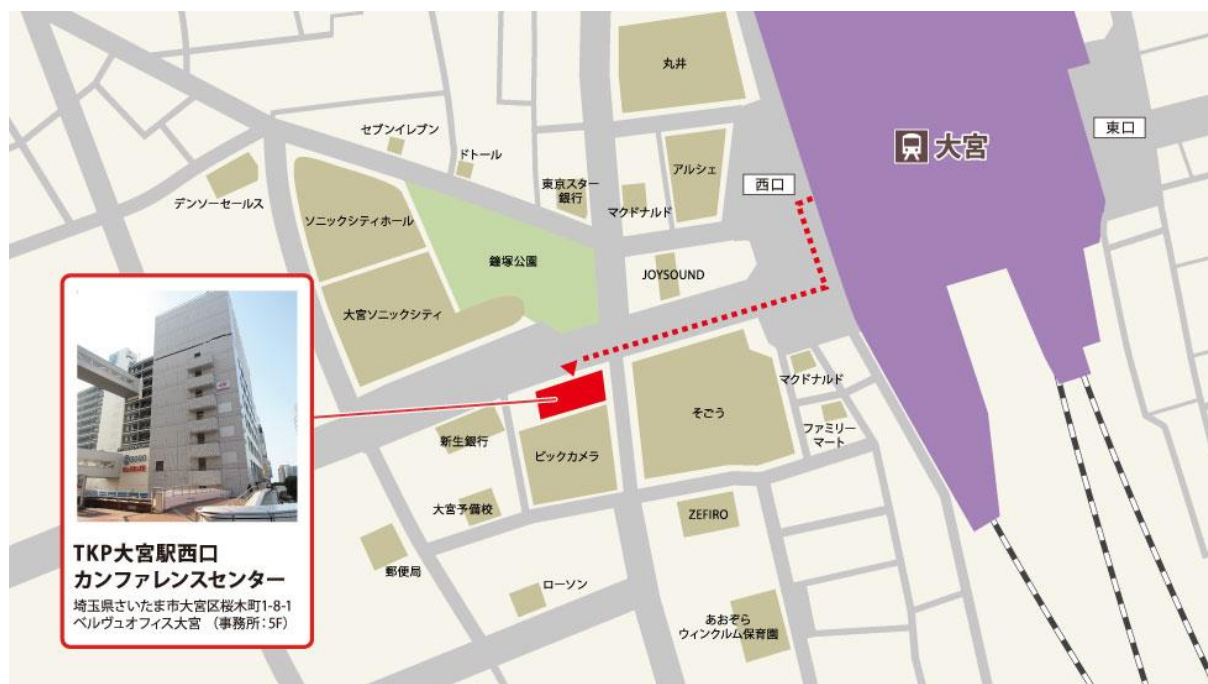 丸井
東口
大宮
セブンイレブン
ドトール
アルシェ
西口
東京スター
銀行
マクドナルド
デンソーセールス
ソニックシティホール
鐘塚公園
JOYSOUND
大宮ソニックシティ
マクドナルド
そごう
ファミリー
マート
新生銀行
ビックカメラ
大宮予備校
ZEFIRO
郵便局
ローソン
あおぞら
ウィンクルム保育園
TKP大宮駅西口
カンファレンスセンター
埼玉県さいたま市大宮区桜木町1-8-1
ベルヴュオフィス大宮 （事務所：5F）